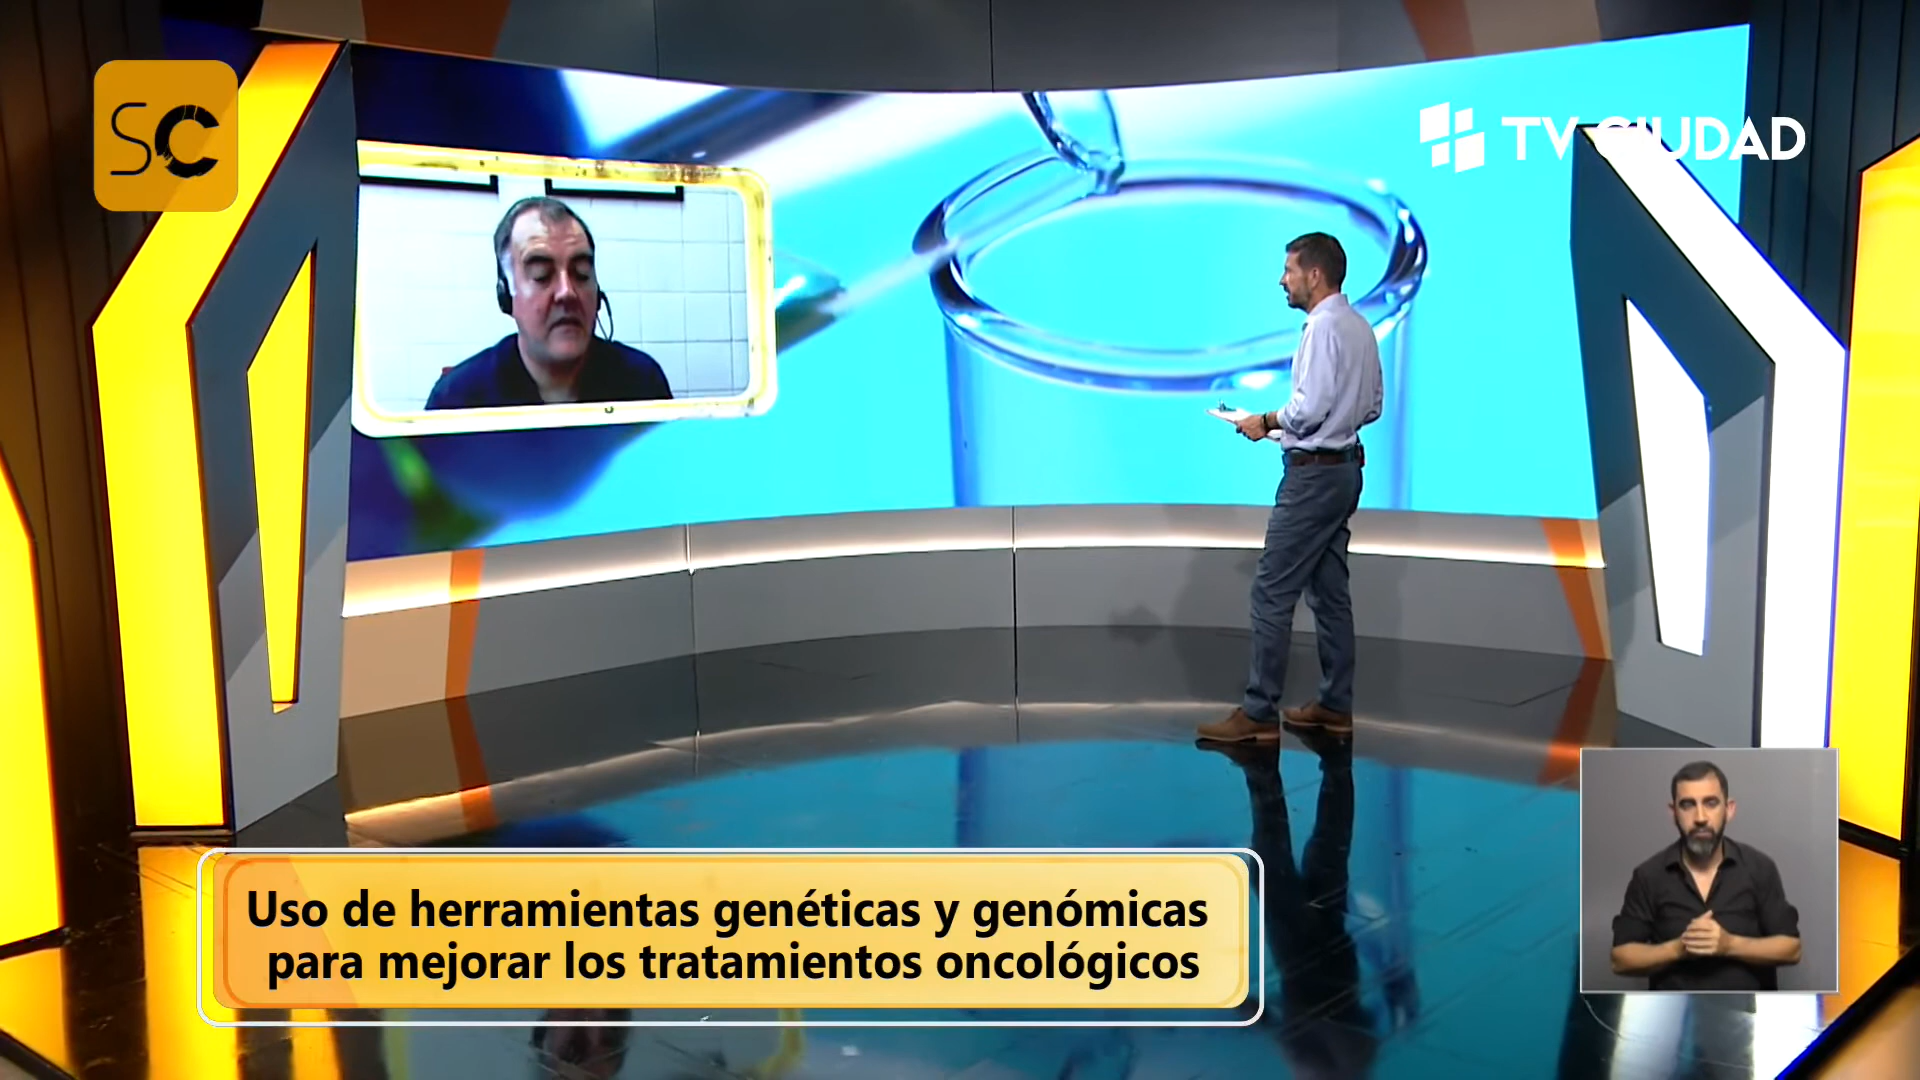 SC
TV CIUDAD
Uso de herramientas genéticas y genómicas
para mejorar los tratamientos oncológicos